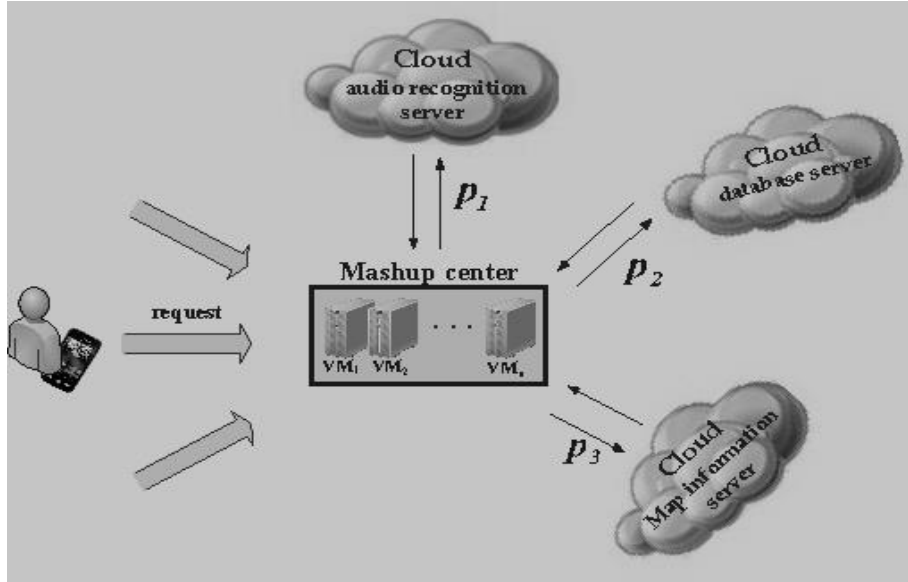 Cloud
audio recognition
server
p1
Cloud
database server
p2
Mashup center
request
VM1 VM2 · · · VMn
p3
Cloud
Map information
server